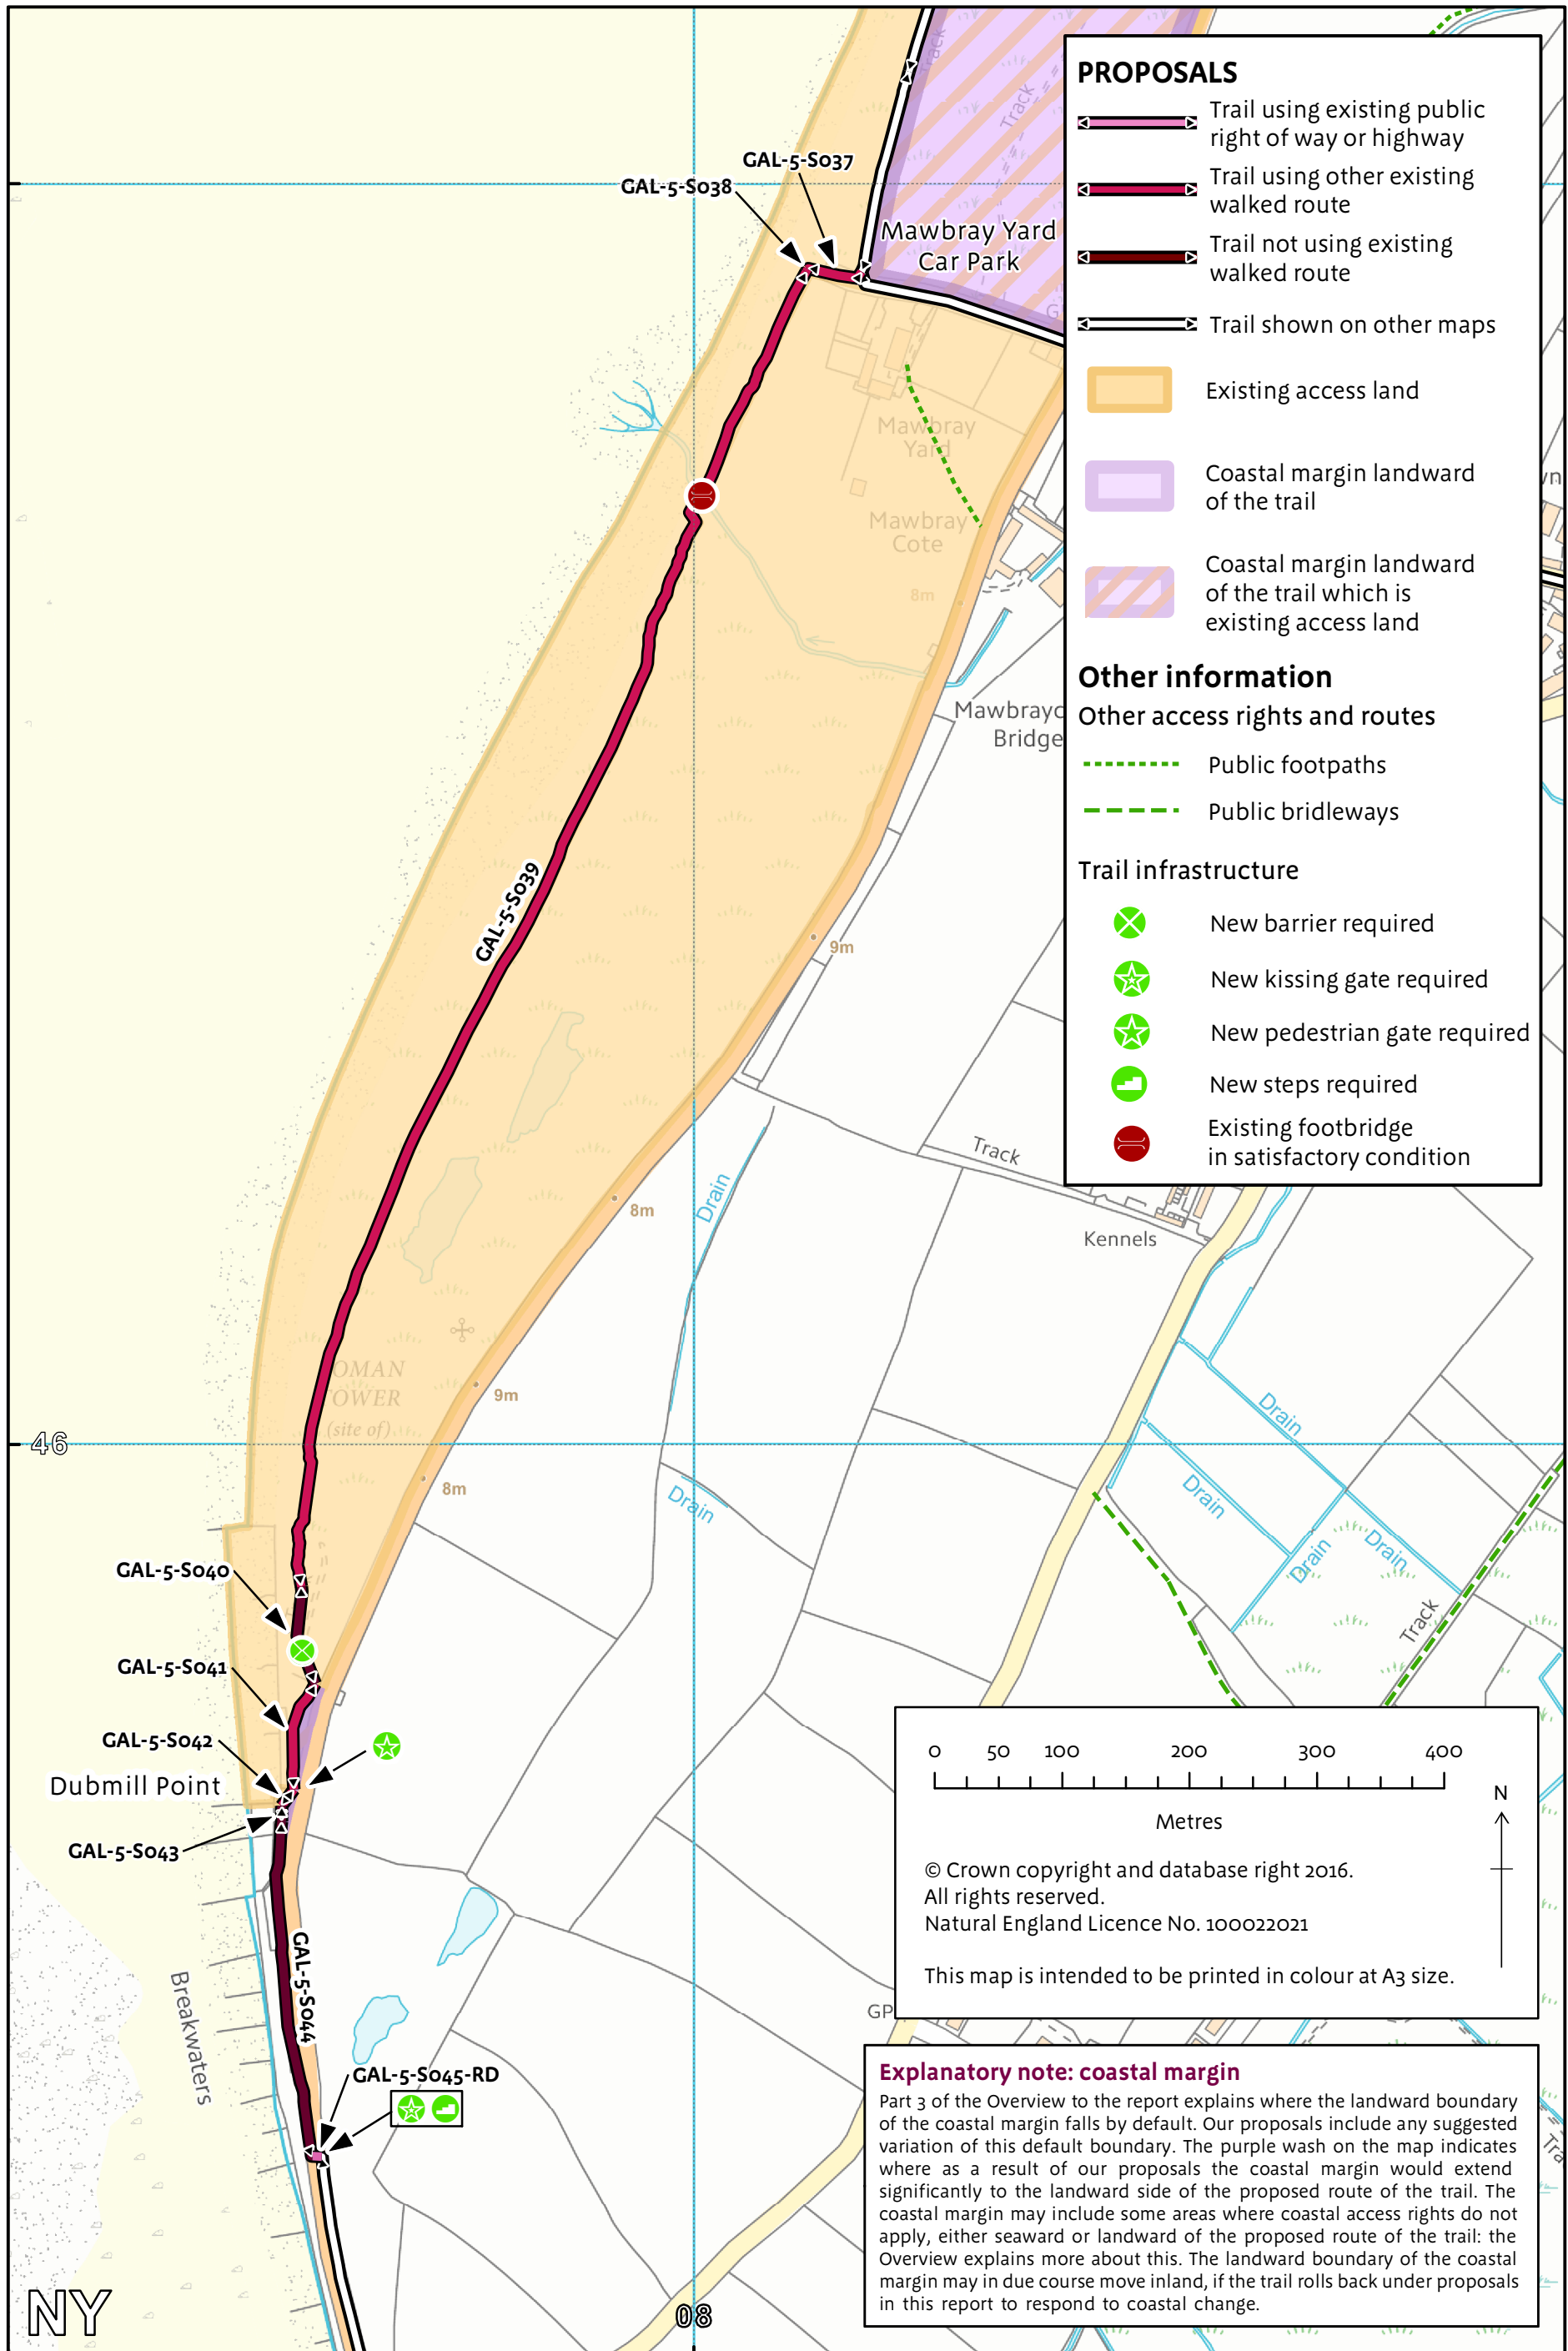 Track
Track
GAL-5-S037
GAL-5-S038
Mawbray Yard
Car Park
Mawbray
Yard
Mawbray
Cote
8m
Bridge
GAL-5-S039
9m
Drain
8m
Track
Kennels
9m
(site of)
46
8m
Drain
Drain
Drain
Drain
Drain
Track
GAL-5-S040
GAL-5-S041
GAL-5-S042
Dubmill Point
GAL-5-S043
GAL-5-S044
Breakwaters
GAL-5-S045-RD
GP
NY
08
PROPOSALS
Trail using existing public
right of way or highway
Trail using other existing
walked route
Trail not using existing
walked route
Trail shown on other maps
Existing access land
Coastal margin landward
of the trail
Coastal margin landward
of the trail which is
existing access land
Other information
Other access rights and routes
Public footpaths
Public bridleways
Trail infrastructure
New barrier required
New kissing gate required
New pedestrian gate required
New steps required
Existing footbridge
in satisfactory condition
0 50 100 200 300 400
Metres
N
© Crown copyright and database right 2016.
All rights reserved.
Natural England Licence No. 100022021
This map is intended to be printed in colour at A3 size.
Explanatory note: coastal margin
Part 3 of the Overview to the report explains where the landward boundary
of the coastal margin falls by default. Our proposals include any suggested
variation of this default boundary. The purple wash on the map indicates
where as a result of our proposals the coastal margin would extend
significantly to the landward side of the proposed route of the trail. The
coastal margin may include some areas where coastal access rights do not
apply, either seaward or landward of the proposed route of the trail: the
Overview explains more about this. The landward boundary of the coastal
margin may in due course move inland, if the trail rolls back under proposals
in this report to respond to coastal change.